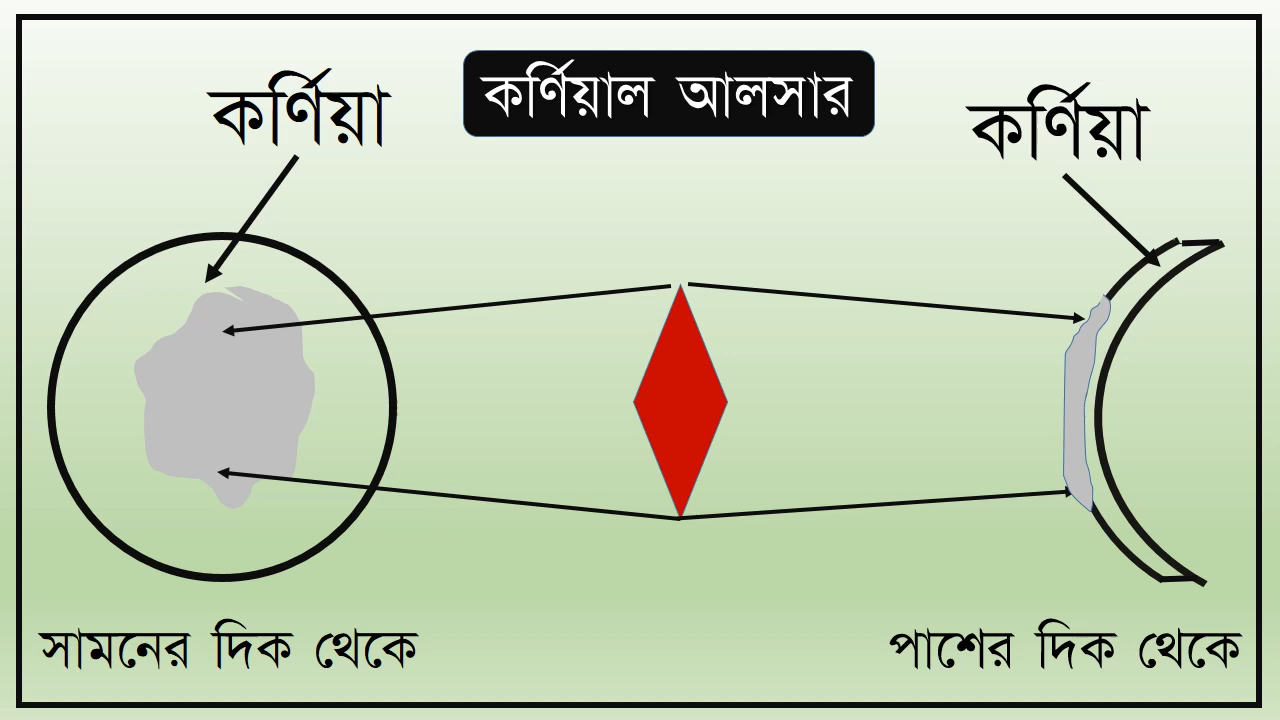 কর্ণিয়াল আলসার
কর্ণিয়া
কর্ণিয়া
সামনের দিক থেকে
পাশের দিক থেকে